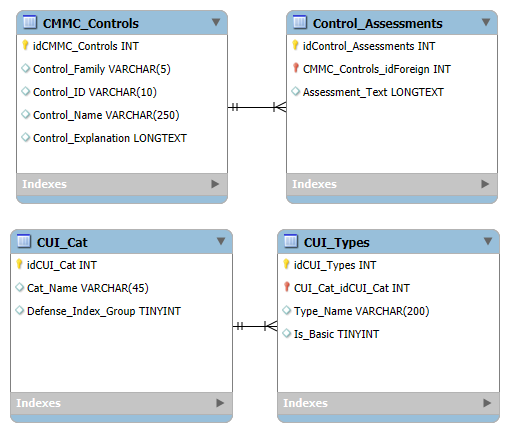 CMMC_Controls
idCMMC_Controls INT
Control_Family VARCHAR(5)
Control_ID VARCHAR(10)
Control_Name VARCHAR(250)
Control_Explanation LONGTEXT
Indexes
Control_Assessments
idControl_Assessments INT
CMMC_Controls_idForeign INT
Assessment_Text LONGTEXT
Indexes
CUI_Cat
idCUI_Cat INT
Cat_Name VARCHAR(45)
Defense_Index_Group TINYINT
Indexes
CUI_Types
idCUI_Types INT
CUI_Cat_idCUI_Cat INT
Type_Name VARCHAR(200)
Is_Basic TINYINT
Indexes